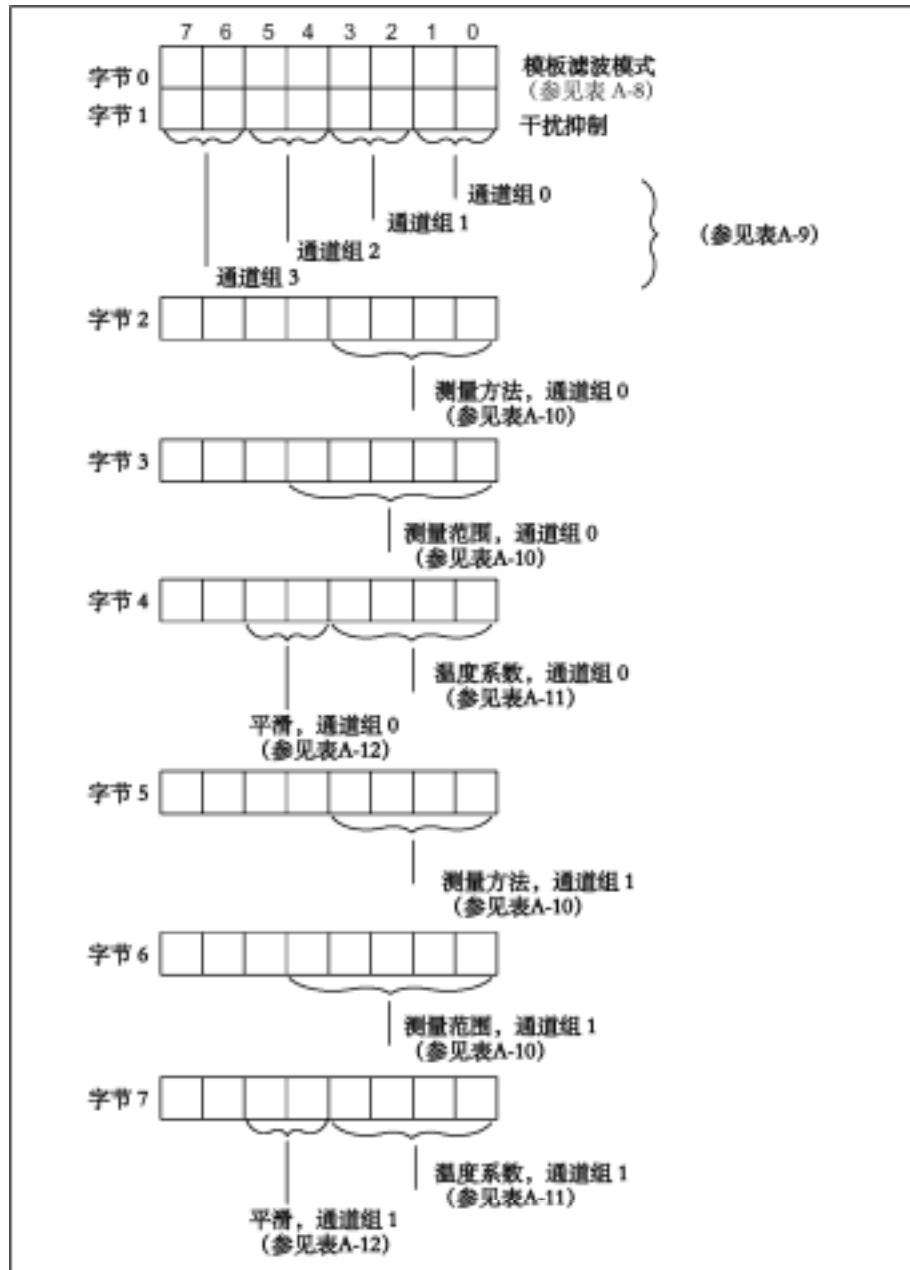 7 6 5 4 3 2 1 0
字节 0
模板滤波模式
（参见表 A-8）
字节 1
干扰抑制
通道组 0
通道组 1
通道组 2
通道组 3
（参见表A-9）
字节 2
测量方法，通道组 0
（参见表A-10）
字节 3
测量范围，通道组 0
（参见表A-10）
字节 4
温度系数，通道组 0
（参见表A-11）
平滑，通道组 0
（参见表A-12）
字节 5
测量方法，通道组 1
（参见表A-10）
字节 6
测量范围，通道组 1
（参见表A-10）
字节 7
温度系数，通道组 1
（参见表A-11）
平滑，通道组 1
（参见表A-12）